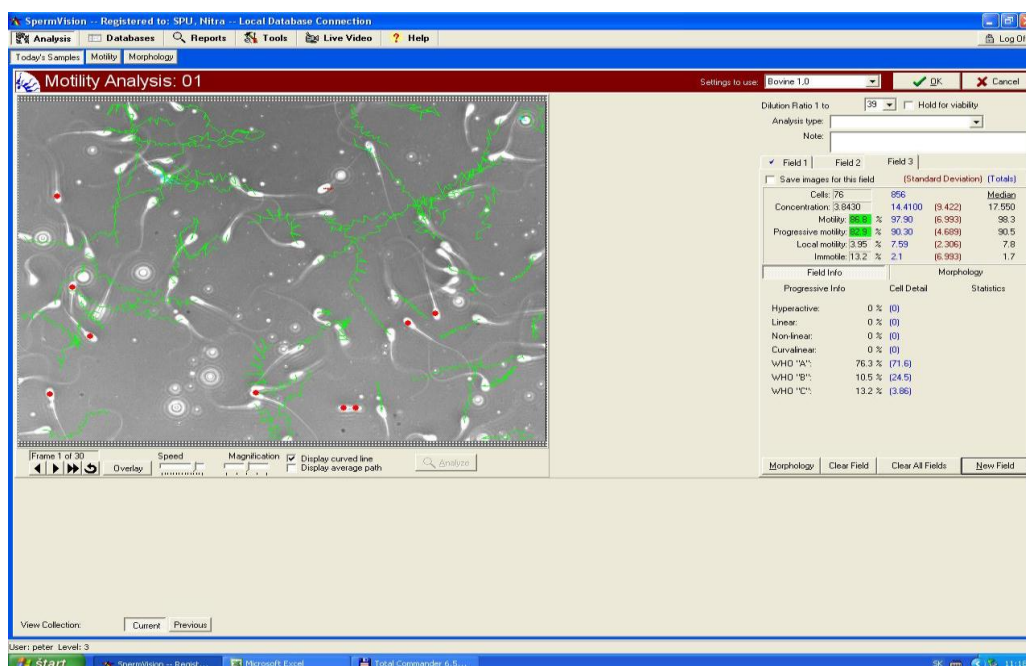 SpermVision -- Registered to: SPU, Nitra -- Local Database Connection
Analysis Databases Reports Tools Live Video ? Help Log Of
Today's Samples Motility Morphology
Motility Analysis: 01 Settings to use: Bovine 1,0 OK Cancel
Dilution Ratio 1 to 39 Hold for viability
Analysis type:
Note:
Field 1 Field 2 Field 3
Save images for this field (Standard Deviation) (Totals)
Cells: 76 856 Median
Concentration: 3.8430 14.4100 (9.422) 17.550
Motility: 86.8 % 97.90 (6.993) 98.3
Progressive motility: 82.9 % 90.30 (4.689) 90.5
Local motility: 3.95 % 7.59 (2.306) 7.8
Immotile: 13.2 % 2.1 (6.993) 1.7
Field Info Morphology
Progressive Info Cell Detail Statistics
Hyperactive: 0 % (0)
Linear: 0 % (0)
Non-linear: 0 % (0)
Curvalinear: 0 % (0)
WHO "A": 76.3 % (71.6)
WHO "B": 10.5 % (24.5)
WHO "C": 13.2 % (3.86)
Frame 1 of 30 Speed Magnification Display curved line
Overlay Display average path Analyze
Morphology Clear Field Clear All Fields New Field
View Collection: Current Previous
User: peter Level: 3
štart SpermVision -- Regist... Microsoft Excel Total Commander 6.5... SK